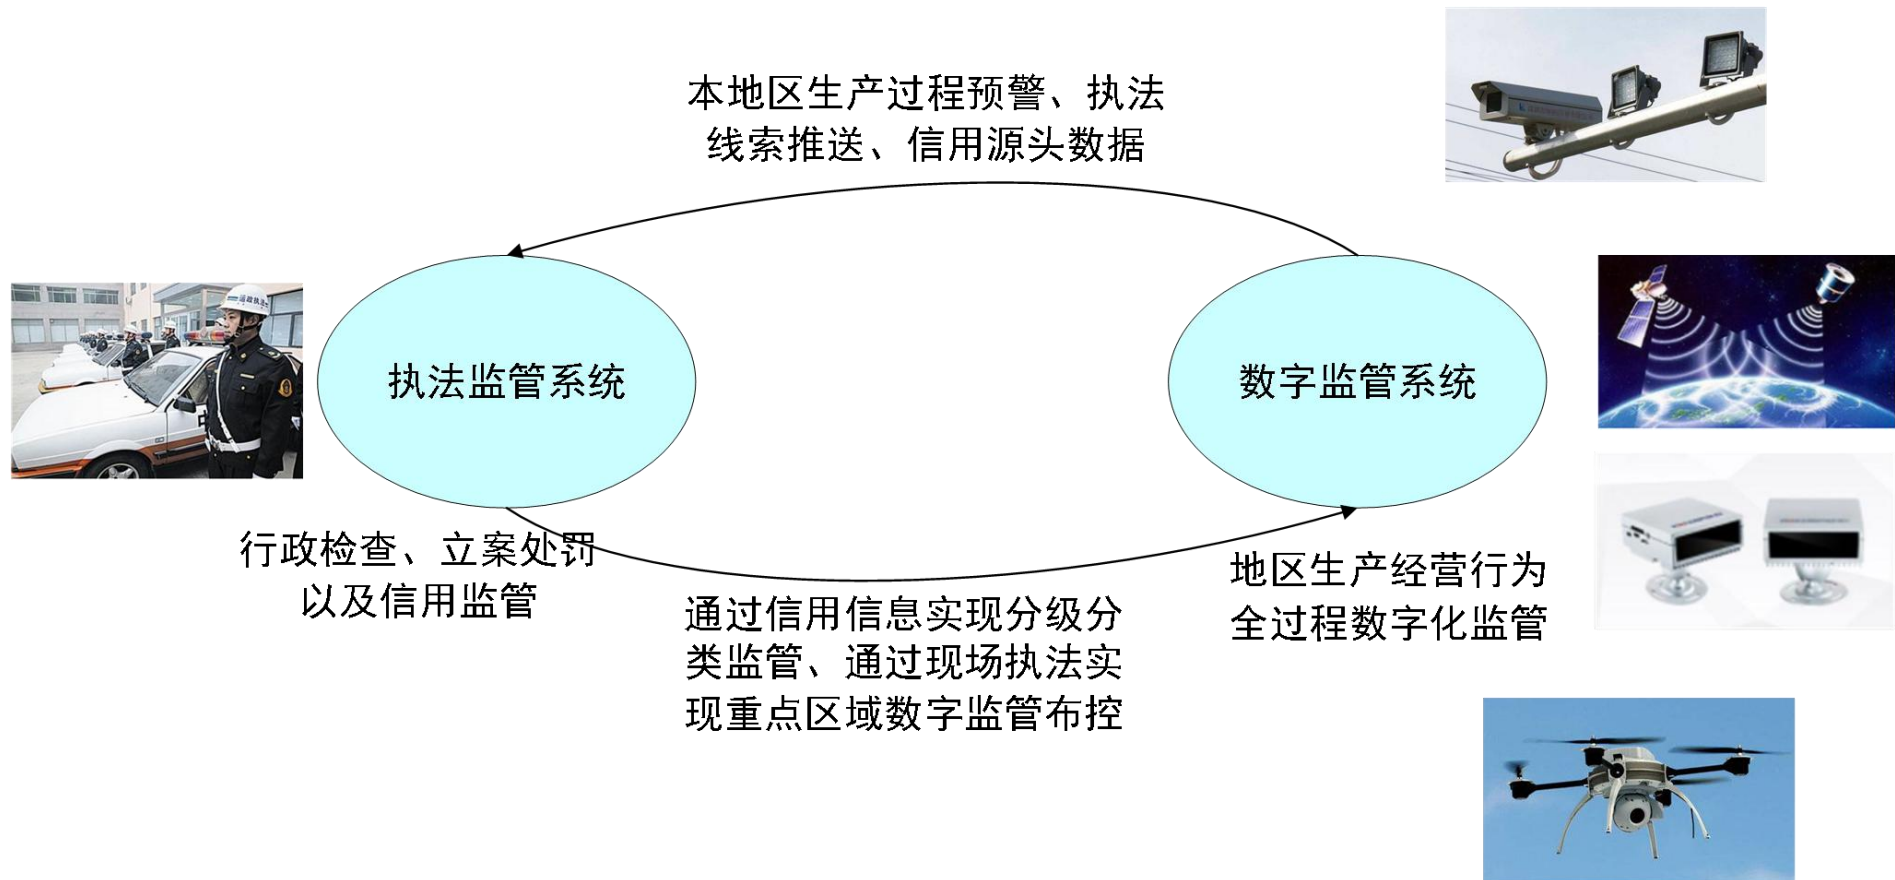 本地区生产过程预警、执法
线索推送、信用源头数据
运政执法
执法监管系统
数字监管系统
行政检查、立案处罚
以及信用监管
通过信用信息实现分级分
类监管、通过现场执法实
现重点区域数字监管布控
地区生产经营行为
全过程数字化监管